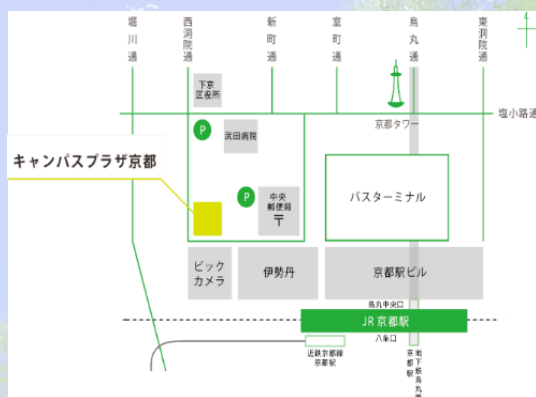 堀川通
西洞院通
新町通
室町通
烏丸通
東洞院通
下京
区役所
塩小路通
P
武田病院
京都タワー
キャンパスプラザ京都
P
中央
郵便局
〒
バスターミナル
ビック
カメラ
伊勢丹
京都駅ビル
烏丸中央口
JR京都駅
八条口
近鉄京都線
京都駅
地下鉄烏丸
京都駅